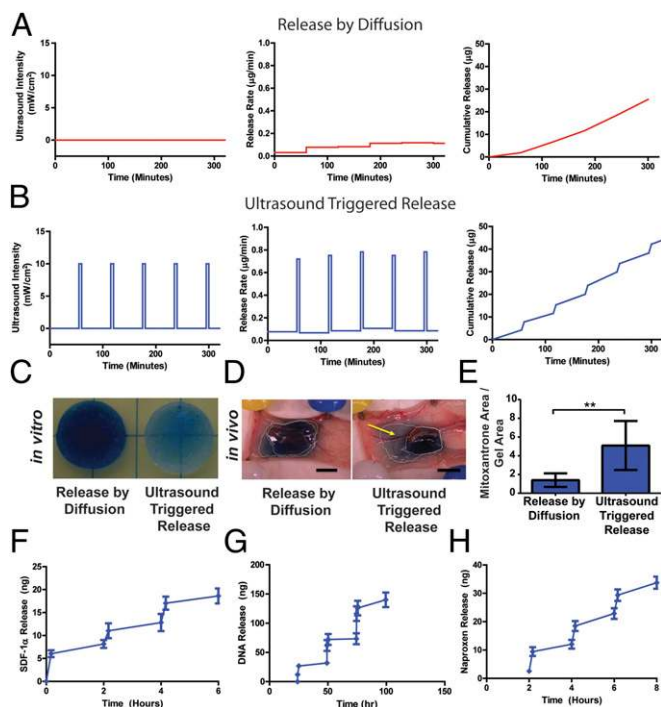 A
Release by Diffusion
Ultrasound Intensity
(mW/cm²)
15
10
5
0
0 100 200 300
Time (Minutes)
Release Rate (µg/min)
1.0
0.8
0.6
0.4
0.2
0.0
0 100 200 300
Time (Minutes)
Cumulative Release (µg)
50
40
30
20
10
0
0 100 200 300
Time (Minutes)
B
Ultrasound Triggered Release
Ultrasound Intensity
(mW/cm²)
15
10
5
0
0 100 200 300
Time (Minutes)
Release Rate (µg/min)
1.0
0.8
0.6
0.4
0.2
0.0
0 100 200 300
Time (Minutes)
Cumulative Release (µg)
50
40
30
20
10
0
0 100 200 300
Time (Minutes)
C
in vitro
Release by
Diffusion
Ultrasound
Triggered
Release
D
in vivo
Release by
Diffusion
Ultrasound
Triggered
Release
E
Mitoxantrone Area /
Gel Area
10
8
6
4
2
0
**
Release by
Diffusion
Ultrasound
Triggered
Release
F
SDF-1α Release (ng)
25
20
15
10
5
0
0 2 4 6
Time (Hours)
G
DNA Release (ng)
200
150
100
50
0
0 50 100 150
Time (hr)
H
Naproxen Release (ng)
40
30
20
10
0
0 2 4 6 8
Time (Hours)